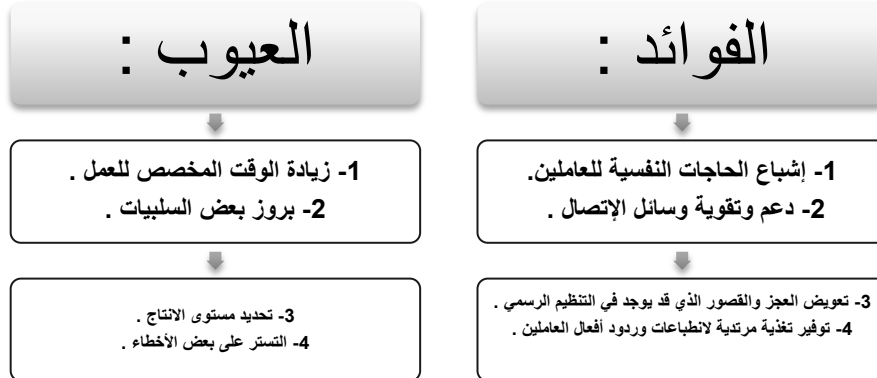 الفوائد :
1- إشباع الحاجات النفسية للعاملين.
2- دعم وتقوية وسائل الإتصال .
3- تعويض العجز والقصور الذي قد يوجد في التنظيم الرسمي .
4- توفير تغذية مرتدية لانطباعات وردود أفعال العاملين .
العيوب :
1- زيادة الوقت المخصص للعمل .
2- بروز بعض السلبيات .
3- تحديد مستوى الانتاج .
4- التستر على بعض الأخطاء .